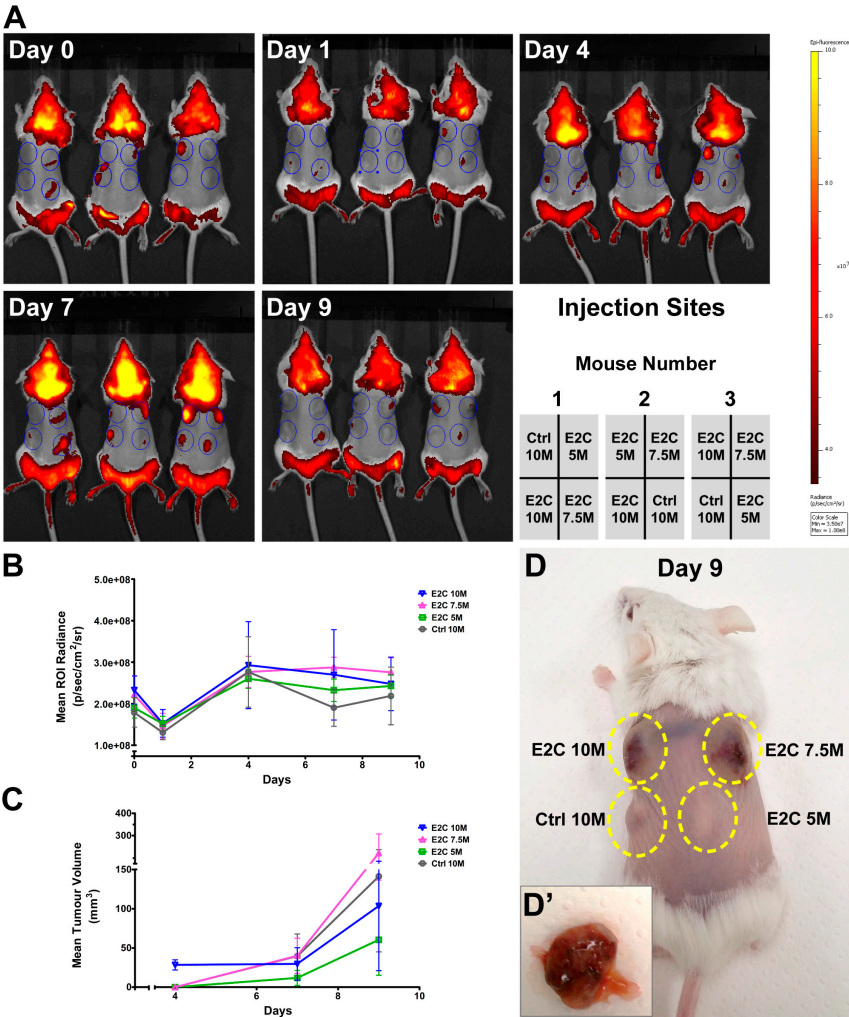 A
Day 0
Day 1
Day 4
Epi-fluorescence
10.0
8.0
x10⁷
6.0
4.0
Radiance
(p/sec/cm²/sr)
Color Scale
Min = 3.50e7
Max = 1.00e8
Day 7
Day 9
Injection Sites
Mouse Number
1 2 3
Ctrl 10M E2C 5M E2C 5M E2C 7.5M E2C 10M E2C 7.5M
E2C 10M E2C 7.5M E2C 10M Ctrl 10M Ctrl 10M E2C 5M
B
Mean ROI Radiance
(p/sec/cm²/sr)
5.0e+08
4.0e+08
3.0e+08
2.0e+08
1.0e+08
0 2 4 6 8 10
Days
E2C 10M
E2C 7.5M
E2C 5M
Ctrl 10M
C
Mean Tumour Volume
(mm³)
400
300
200
150
100
50
0
4 6 8 10
Days
E2C 10M
E2C 7.5M
E2C 5M
Ctrl 10M
D
Day 9
E2C 10M
E2C 7.5M
Ctrl 10M
E2C 5M
D'